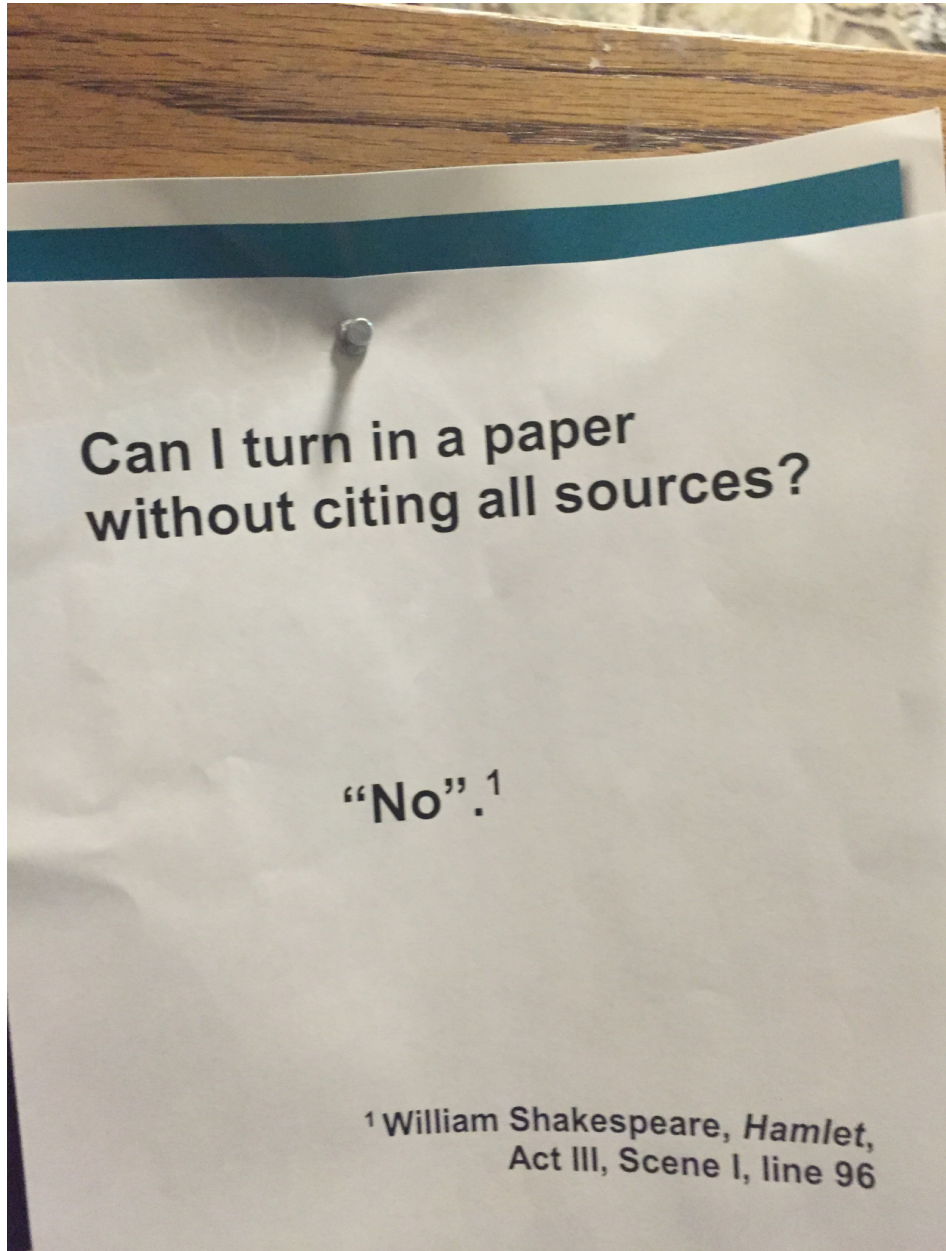 Can I turn in a paper
without citing all sources?
“No”.¹
¹ William Shakespeare, Hamlet,
Act III, Scene I, line 96